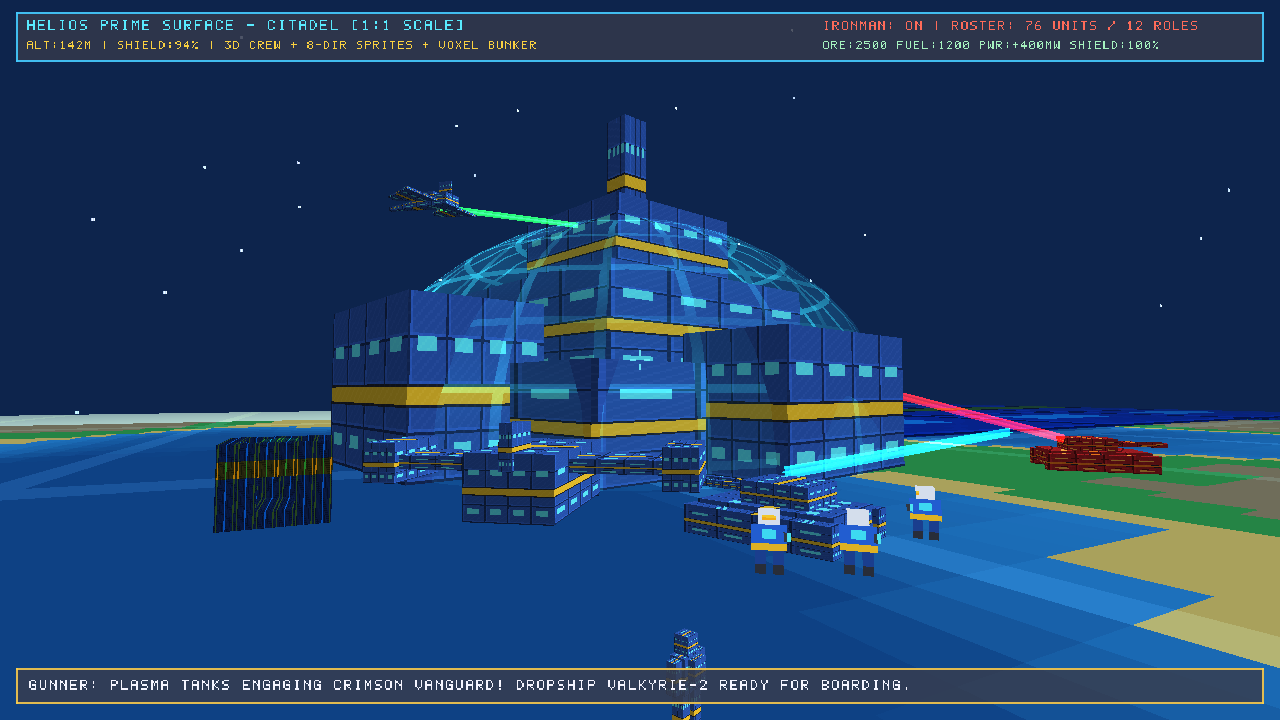 HELIOS PRIME SURFACE - CITADEL [1:1 SCALE]
IRONMAN: ON | ROSTER: 76 UNITS / 12 ROLES
ALT:142M | SHIELD:94% | 3D CREW + 8-DIR SPRITES + VOXEL BUNKER
ORE:2500 FUEL:1200 PWR:+400MW SHIELD:100%
GUNNER: PLASMA TANKS ENGAGING CRIMSON VANGUARD! DROPSHIP VALKYRIE-2 READY FOR BOARDING.